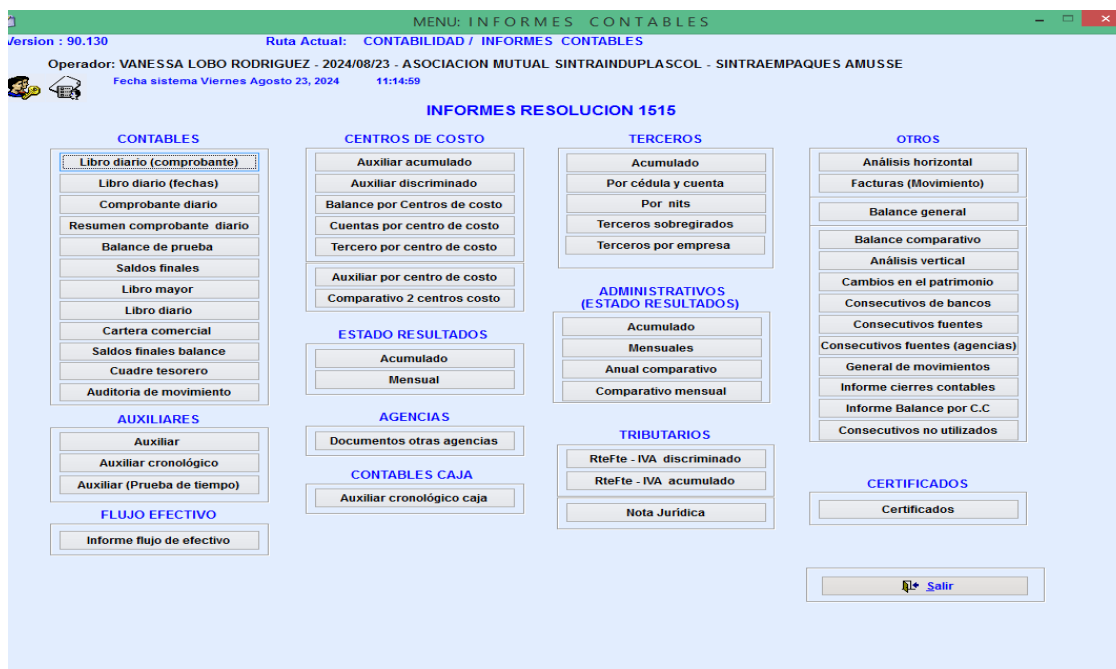 MENU: I N F O R M E S   C O N T A B L E S
Version : 90.130
Ruta Actual: CONTABILIDAD / INFORMES CONTABLES
Operador: VANESSA LOBO RODRIGUEZ - 2024/08/23 - ASOCIACION MUTUAL SINTRAINDUPLASCOL - SINTRAEMPAQUES AMUSSE
Fecha sistema Viernes Agosto 23, 2024 11:14:59
INFORMES RESOLUCION 1515
CONTABLES
Libro diario (comprobante)
Libro diario (fechas)
Comprobante diario
Resumen comprobante diario
Balance de prueba
Saldos finales
Libro mayor
Libro diario
Cartera comercial
Saldos finales balance
Cuadre tesorero
Auditoria de movimiento
AUXILIARES
Auxiliar
Auxiliar cronológico
Auxiliar (Prueba de tiempo)
FLUJO EFECTIVO
Informe flujo de efectivo
CENTROS DE COSTO
Auxiliar acumulado
Auxiliar discriminado
Balance por Centros de costo
Cuentas por centro de costo
Tercero por centro de costo
Auxiliar por centro de costo
Comparativo 2 centros costo
ESTADO RESULTADOS
Acumulado
Mensual
AGENCIAS
Documentos otras agencias
CONTABLES CAJA
Auxiliar cronológico caja
TERCEROS
Acumulado
Por cédula y cuenta
Por nits
Terceros sobregirados
Terceros por empresa
ADMINISTRATIVOS
(ESTADO RESULTADOS)
Acumulado
Mensuales
Anual comparativo
Comparativo mensual
TRIBUTARIOS
RteFte - IVA discriminado
RteFte - IVA acumulado
Nota Jurídica
OTROS
Análisis horizontal
Facturas (Movimiento)
Balance general
Balance comparativo
Análisis vertical
Cambios en el patrimonio
Consecutivos de bancos
Consecutivos fuentes
Consecutivos fuentes (agencias)
General de movimientos
Informe cierres contables
Informe Balance por C.C
Consecutivos no utilizados
CERTIFICADOS
Certificados
Salir